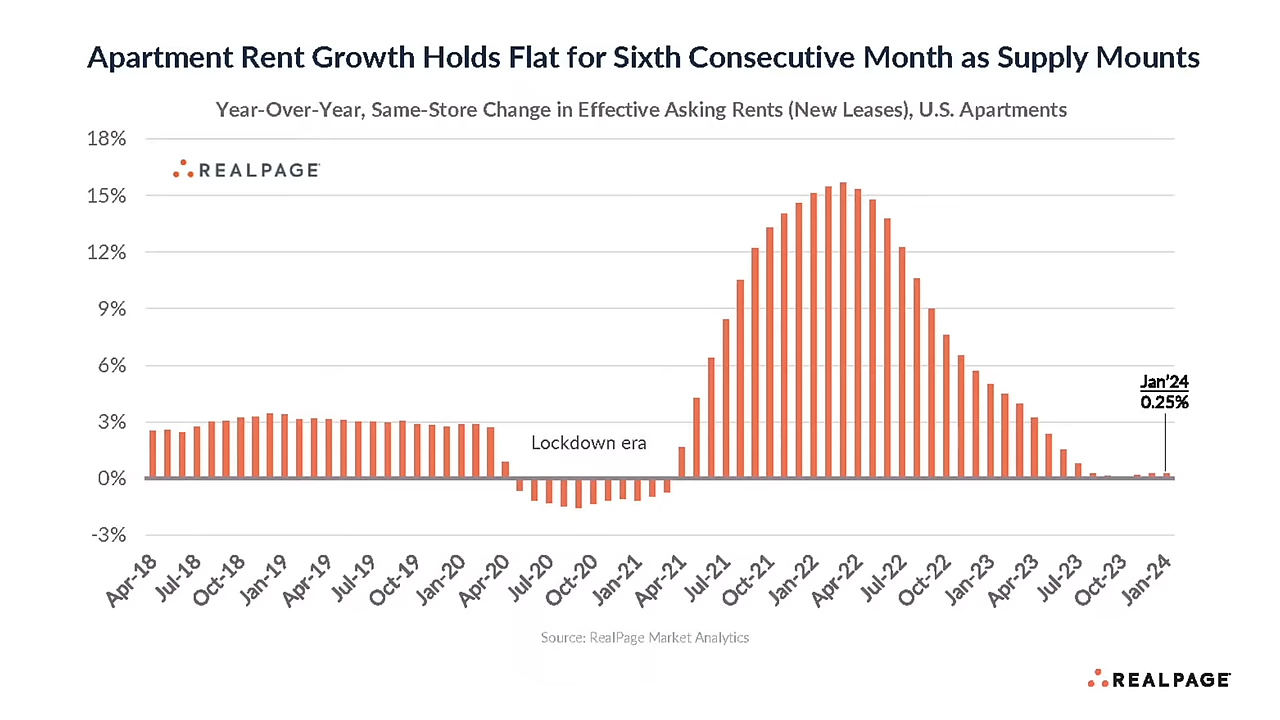 Apartment Rent Growth Holds Flat for Sixth Consecutive Month as Supply Mounts
Year-Over-Year, Same-Store Change in Effective Asking Rents (New Leases), U.S. Apartments
18%
REALPAGE
15%
12%
9%
6%
Jan'24
0.25%
3%
Lockdown era
0%
-3%
Apr-18
Jul-18
Oct-18
Jan-19
Apr-19
Jul-19
Oct-19
Jan-20
Apr-20
Jul-20
Oct-20
Jan-21
Apr-21
Jul-21
Oct-21
Jan-22
Apr-22
Jul-22
Oct-22
Jan-23
Apr-23
Jul-23
Oct-23
Jan-24
Source: RealPage Market Analytics
REALPAGE